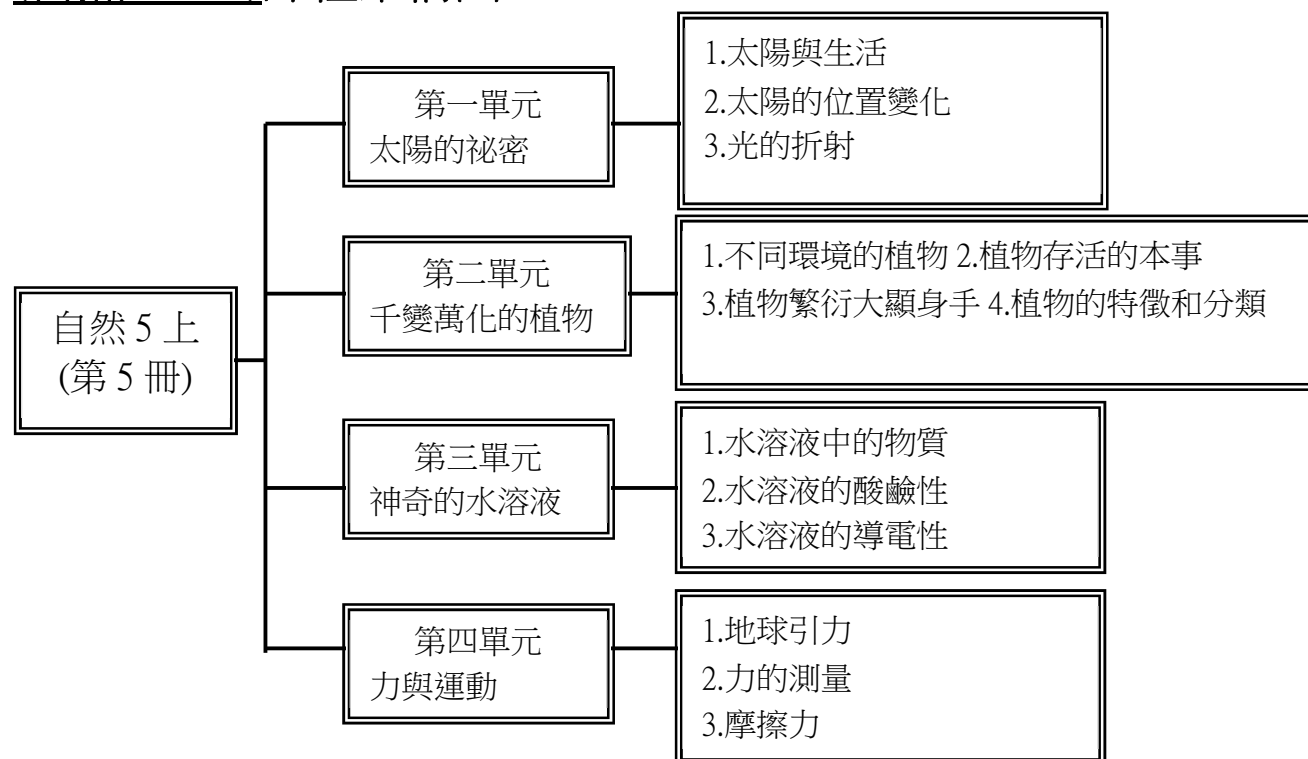 自然 5 上
(第 5 冊)
第一單元
太陽的祕密
1.太陽與生活
2.太陽的位置變化
3.光的折射
第二單元
千變萬化的植物
1.不同環境的植物 2.植物存活的本事
3.植物繁衍大顯身手 4.植物的特徵和分類
第三單元
神奇的水溶液
1.水溶液中的物質
2.水溶液的酸鹼性
3.水溶液的導電性
第四單元
力與運動
1.地球引力
2.力的測量
3.摩擦力